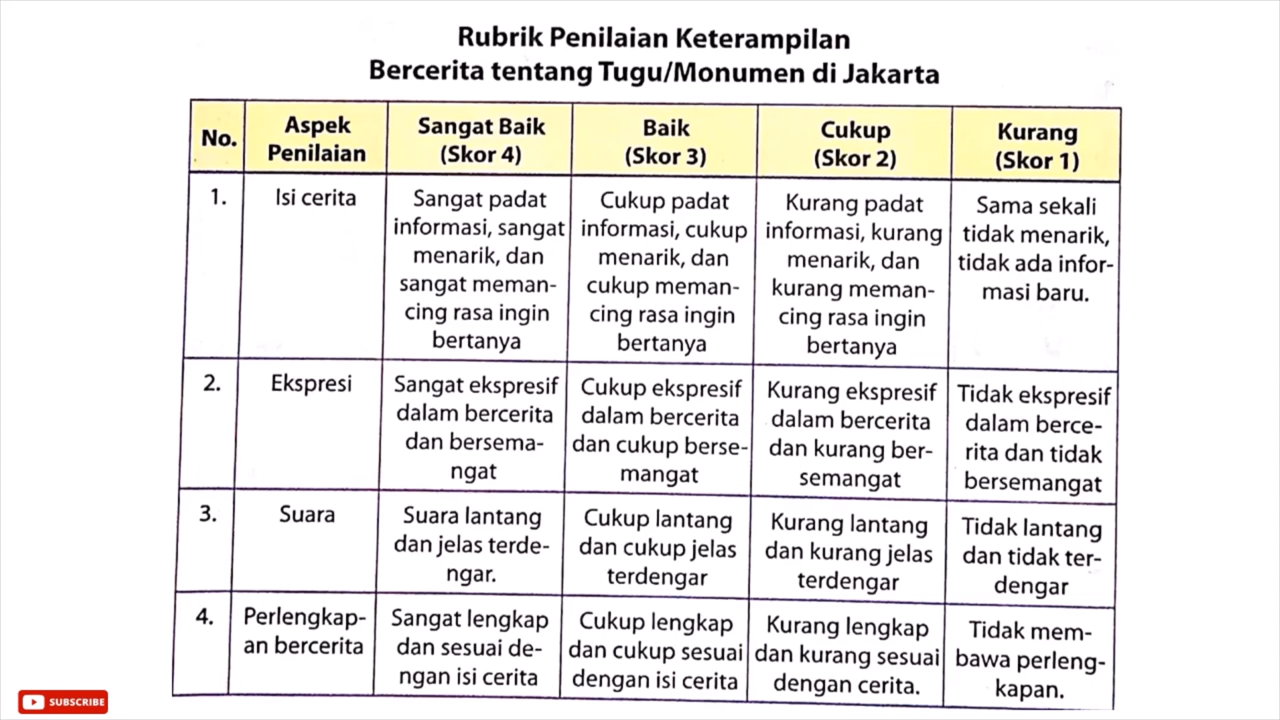 Rubrik Penilaian Keterampilan
Bercerita tentang Tugu/Monumen di Jakarta
No.
Aspek
Penilaian
Sangat Baik
(Skor 4)
Baik
(Skor 3)
Cukup
(Skor 2)
Kurang
(Skor 1)
1.
Isi cerita
Sangat padat
informasi, sangat
menarik, dan
sangat meman-
cing rasa ingin
bertanya
Cukup padat
informasi, cukup
menarik, dan
cukup meman-
cing rasa ingin
bertanya
Kurang padat
informasi, kurang
menarik, dan
kurang meman-
cing rasa ingin
bertanya
Sama sekali
tidak menarik,
tidak ada infor-
masi baru.
2.
Ekspresi
Sangat ekspresif
dalam bercerita
dan bersema-
ngat
Cukup ekspresif
dalam bercerita
dan cukup berse-
mangat
Kurang ekspresif
dalam bercerita
dan kurang ber-
semangat
Tidak ekspresif
dalam berce-
rita dan tidak
bersemangat
3.
Suara
Suara lantang
dan jelas terde-
ngar.
Cukup lantang
dan cukup jelas
terdengar
Kurang lantang
dan kurang jelas
terdengar
Tidak lantang
dan tidak ter-
dengar
4.
Perlengkap-
an bercerita
Sangat lengkap
dan sesuai de-
ngan isi cerita
Cukup lengkap
dan cukup sesuai
dengan isi cerita
Kurang lengkap
dan kurang sesuai
dengan cerita.
Tidak mem-
bawa perleng-
kapan.
SUBSCRIBE